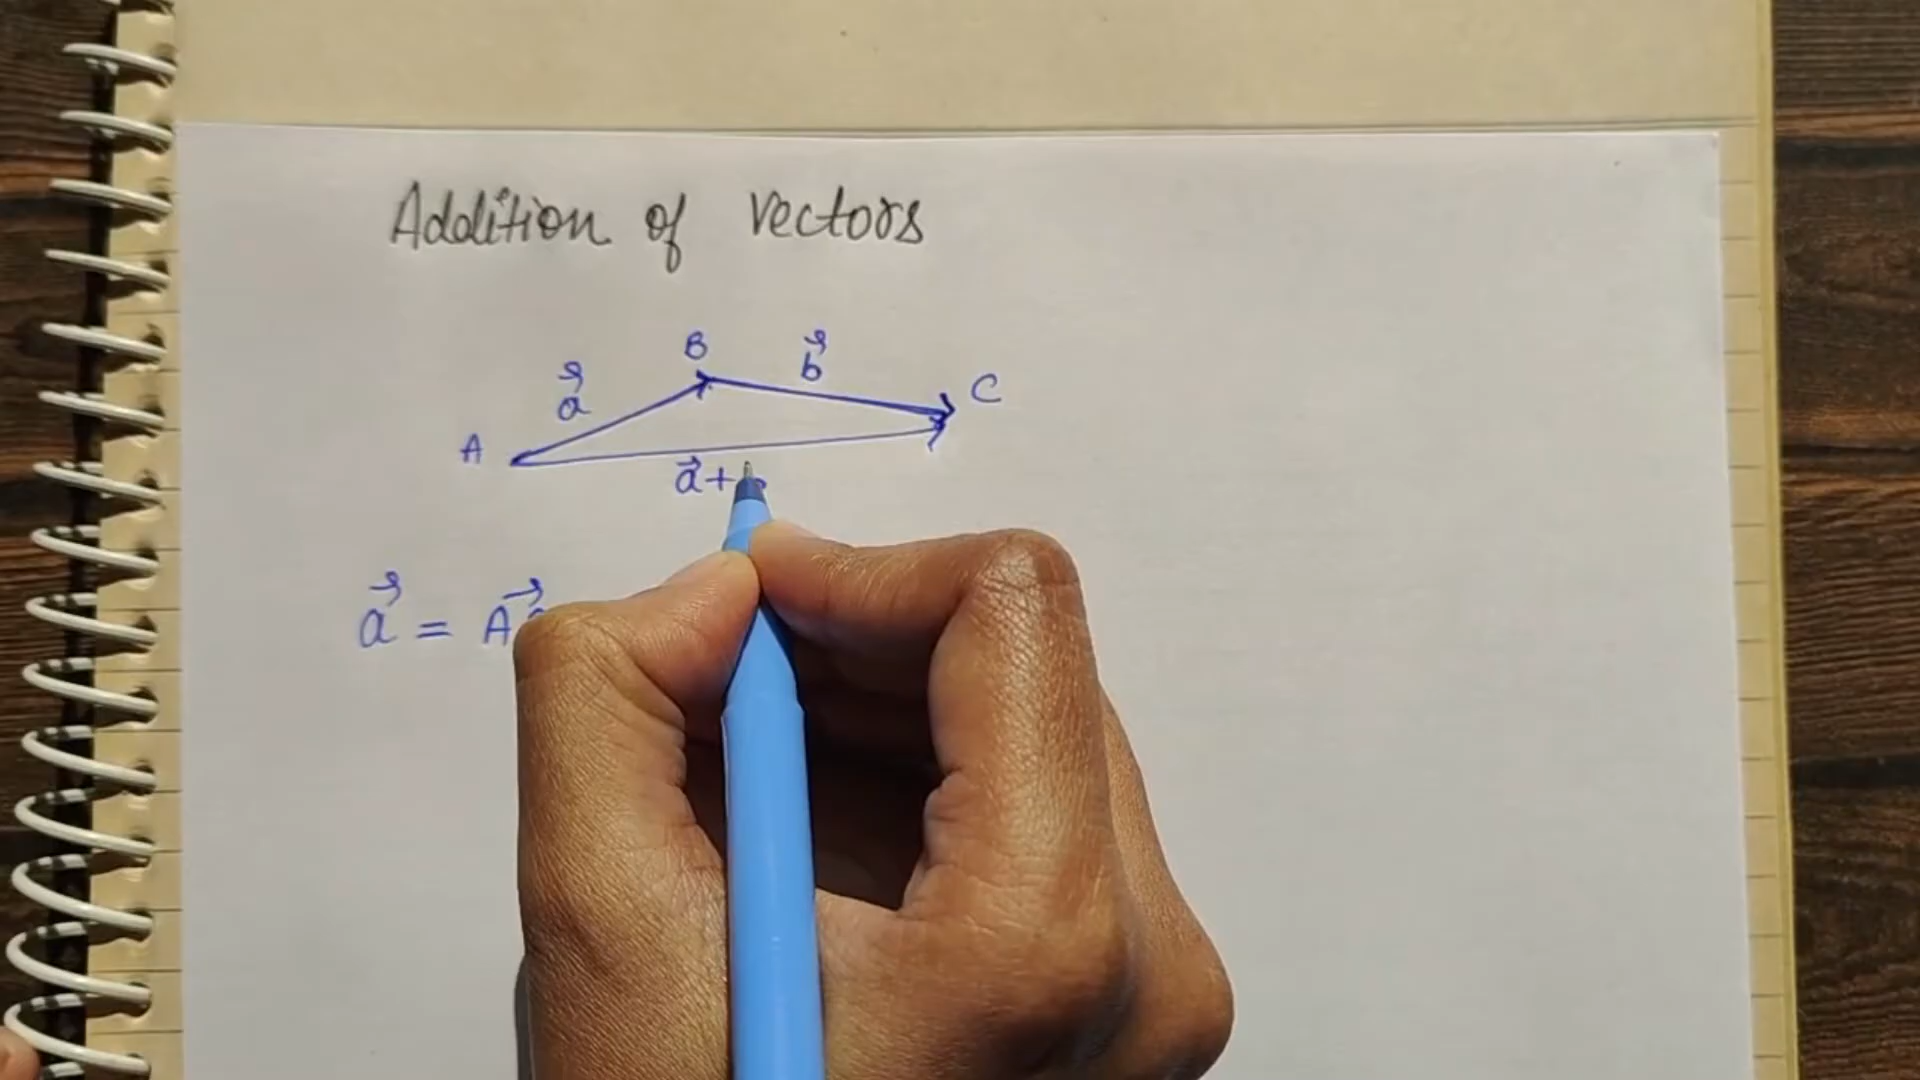 Addition of Vectors
B
b⃗
a⃗
C
A
a⃗ +
a⃗ = A